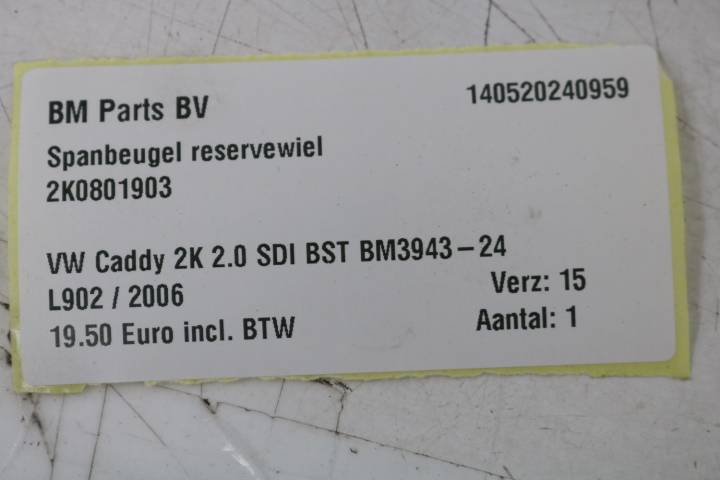 BM Parts BV 140520240959
Spanbeugel reservewiel
2K0801903
VW Caddy 2K 2.0 SDI BST BM3943-24
L902 / 2006 Verz: 15
19.50 Euro incl. BTW Aantal: 1